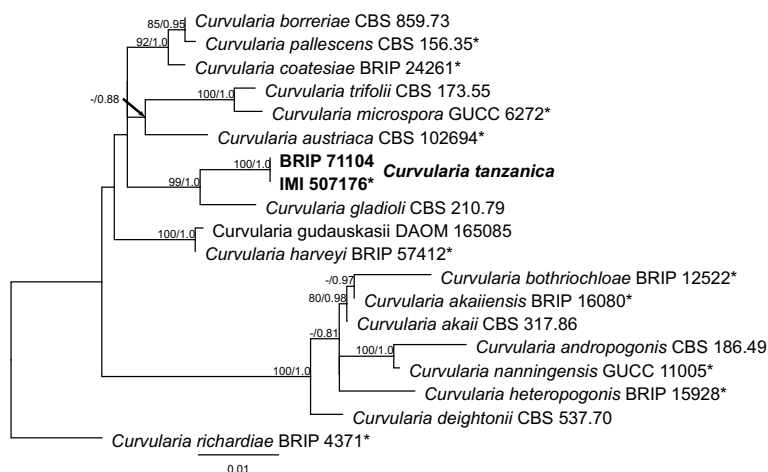 85/0.95
Curvularia borreriae CBS 859.73
92/1.0
Curvularia pallescens CBS 156.35*
Curvularia coatesiae BRIP 24261*
-/0.88
100/1.0
Curvularia trifolii CBS 173.55
Curvularia microspora GUCC 6272*
Curvularia austriaca CBS 102694*
100/1.0
BRIP 71104
IMI 507176*
Curvularia tanzanica
99/1.0
Curvularia gladioli CBS 210.79
100/1.0
Curvularia gudauskasii DAOM 165085
Curvularia harveyi BRIP 57412*
-/0.97
Curvularia bothriochloae BRIP 12522*
80/0.98
Curvularia akaiiensis BRIP 16080*
Curvularia akaii CBS 317.86
-/0.81
100/1.0
Curvularia andropogonis CBS 186.49
Curvularia nanningensis GUCC 11005*
100/1.0
Curvularia heteropogonis BRIP 15928*
Curvularia deightonii CBS 537.70
Curvularia richardiae BRIP 4371*
0.01